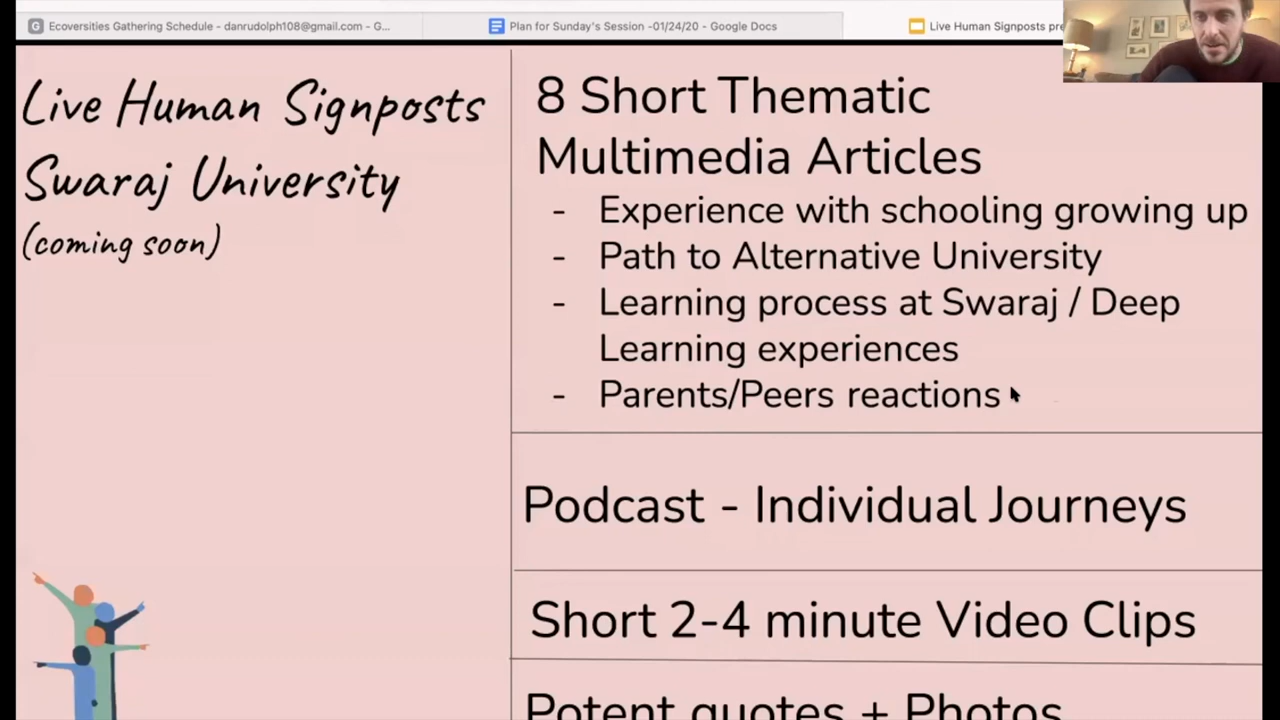 Ecoversities Gathering Schedule - danrudolph108@gmail.com - G...
Plan for Sunday's Session -01/24/20 - Google Docs
Live Human Signposts pre
Live Human Signposts
Swaraj University
(coming soon)
8 Short Thematic
Multimedia Articles
- Experience with schooling growing up
- Path to Alternative University
- Learning process at Swaraj / Deep
Learning experiences
- Parents/Peers reactions
Podcast - Individual Journeys
Short 2-4 minute Video Clips
Potent quotes + Photos